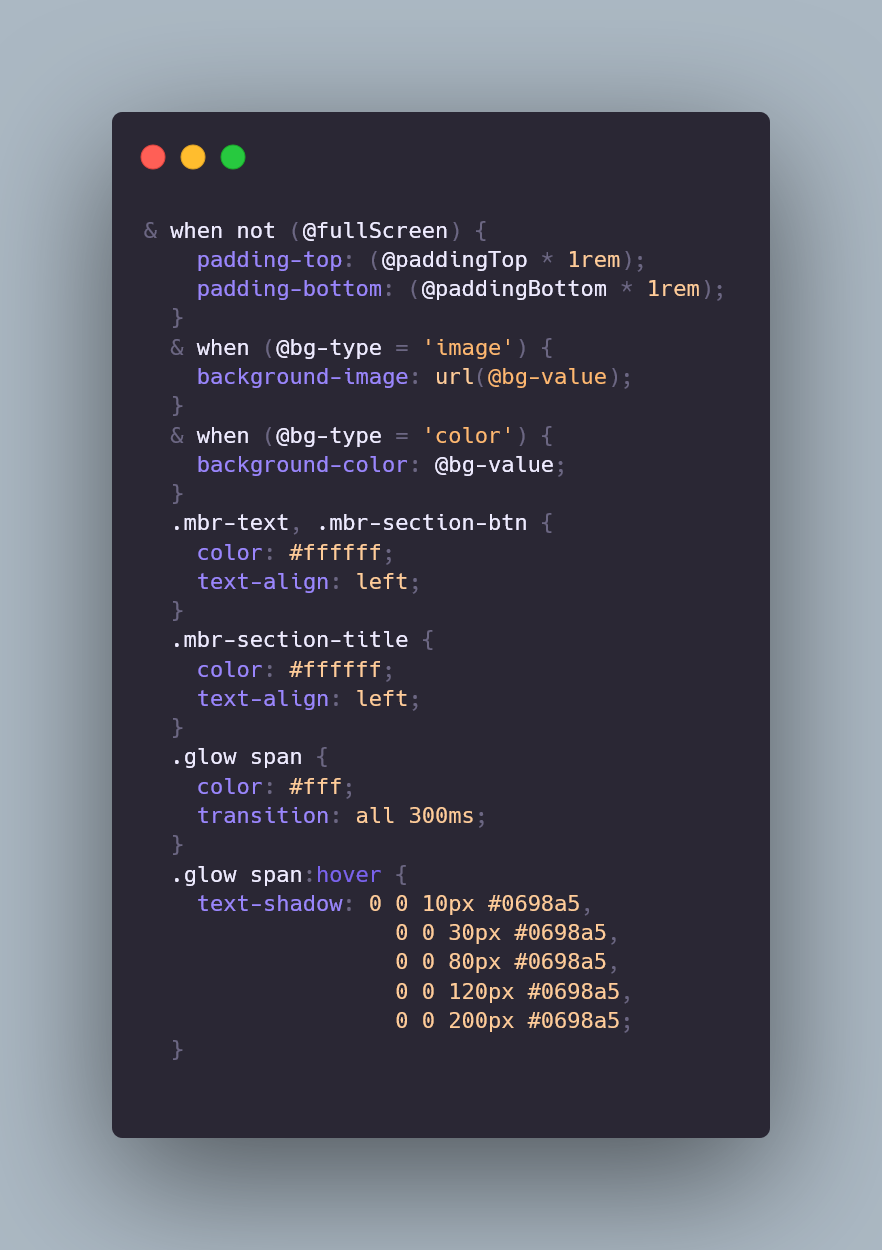 & when not (@fullScreen) {
    padding-top: (@paddingTop * 1rem);
    padding-bottom: (@paddingBottom * 1rem);
  }
  & when (@bg-type = 'image') {
    background-image: url(@bg-value);
  }
  & when (@bg-type = 'color') {
    background-color: @bg-value;
  }
  .mbr-text, .mbr-section-btn {
    color: #ffffff;
    text-align: left;
  }
  .mbr-section-title {
    color: #ffffff;
    text-align: left;
  }
  .glow span {
    color: #fff;
    transition: all 300ms;
  }
  .glow span:hover {
    text-shadow: 0 0 10px #0698a5,
                   0 0 30px #0698a5,
                   0 0 80px #0698a5,
                   0 0 120px #0698a5,
                   0 0 200px #0698a5;
  }